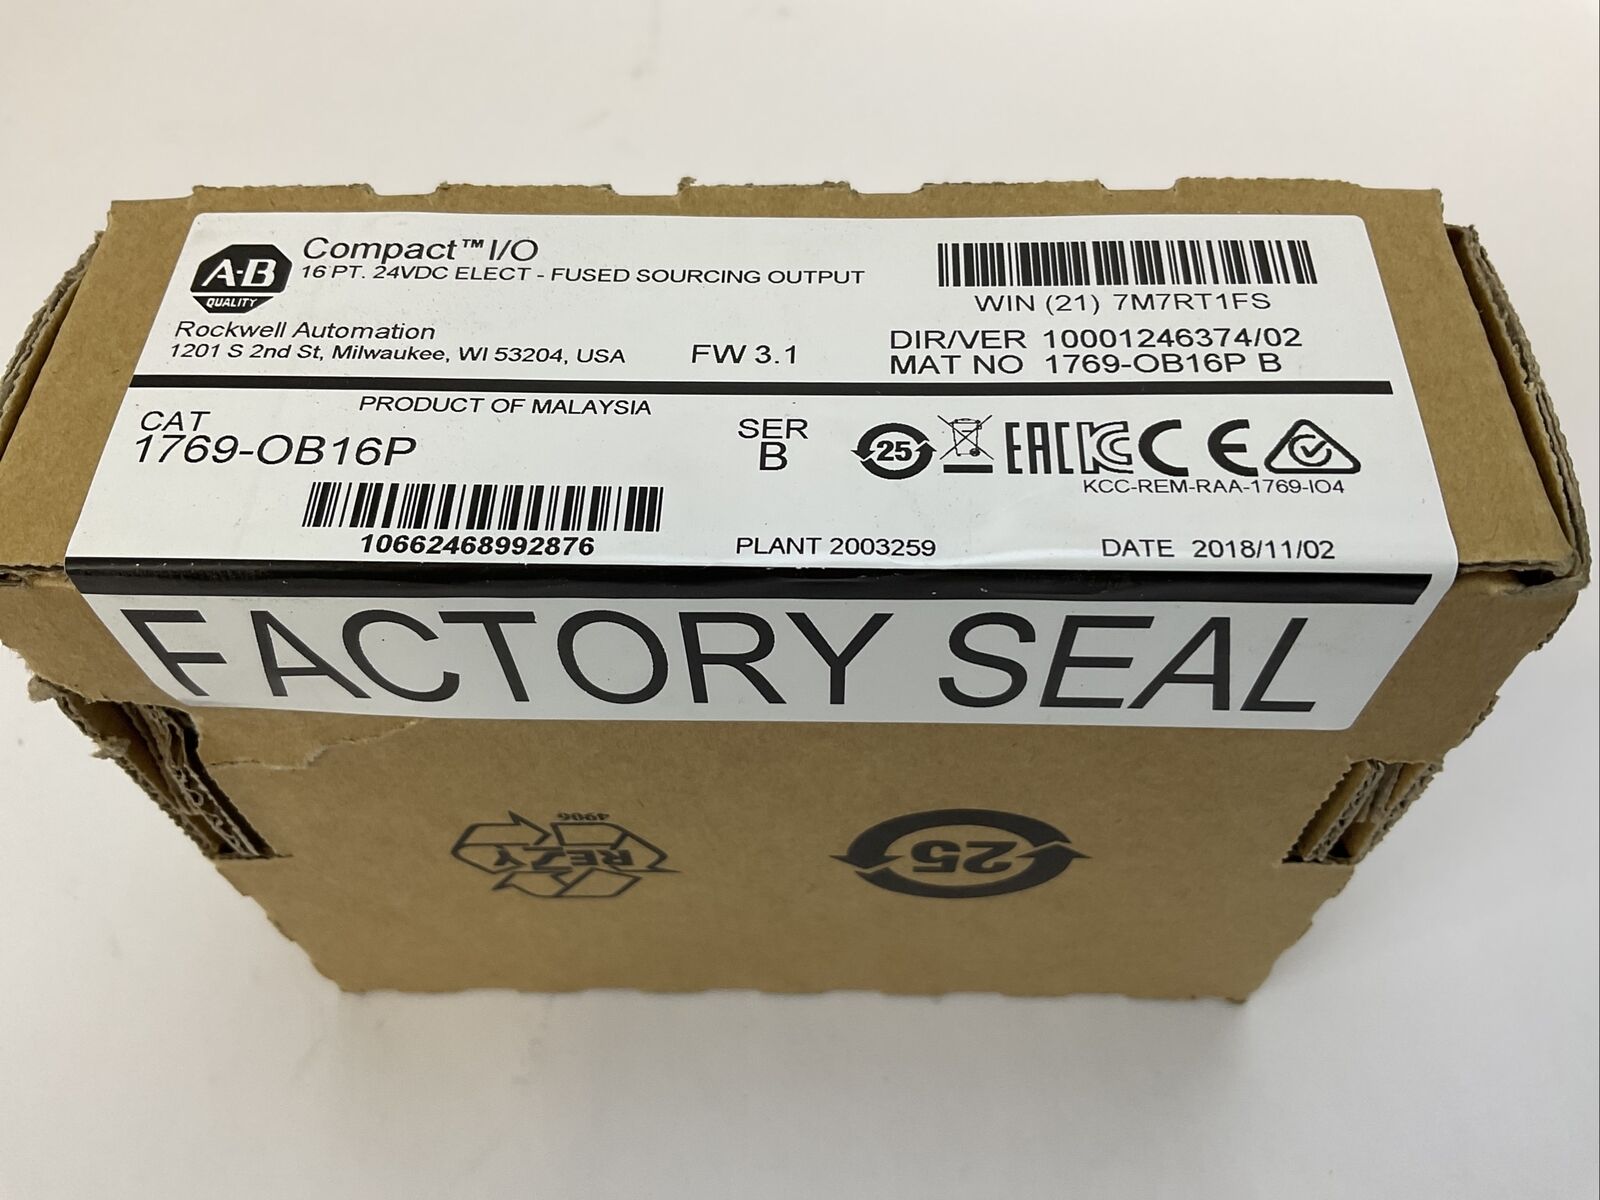 A-B
QUALITY
Compact™ I/O
16 PT. 24VDC ELECT - FUSED SOURCING OUTPUT
Rockwell Automation
1201 S 2nd St, Milwaukee, WI 53204, USA
FW 3.1
WIN (21) 7M7RT1FS
DIR/VER 10001246374/02
MAT NO 1769-OB16P B
PRODUCT OF MALAYSIA
CAT
1769-OB16P
SER
B
25
EAC
KC
CE
KCC-REM-RAA-1769-IO4
10662468992876
PLANT 2003259
DATE 2018/11/02
FACTORY SEAL
4906
REZY
25